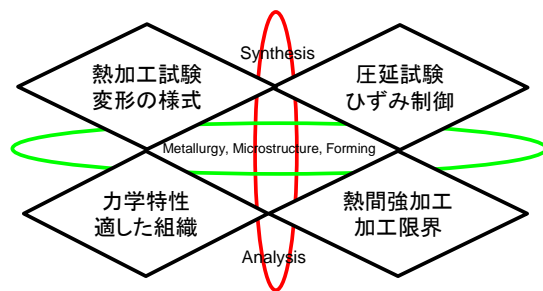 Synthesis
熱加工試験
変形の様式
圧延試験
ひずみ制御
Metallurgy, Microstructure, Forming
力学特性
適した組織
熱間強加工
加工限界
Analysis